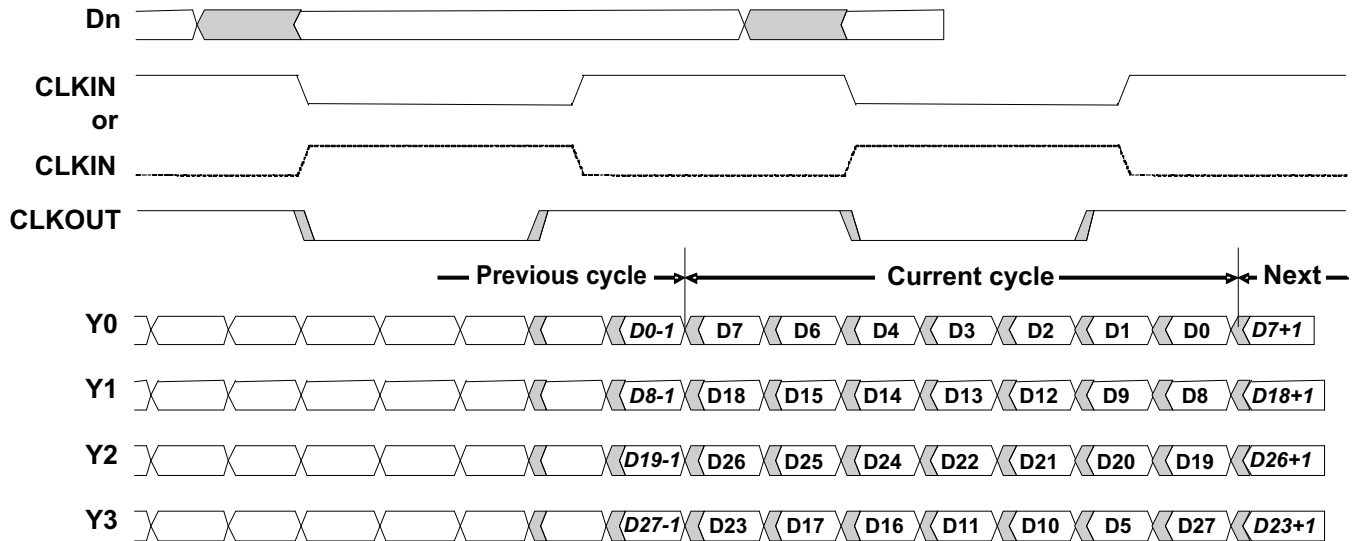 Dn
CLKIN
or
CLKIN
CLKOUT
Previous cycle Current cycle Next
Y0 D0-1 D7 D6 D4 D3 D2 D1 D0 D7+1
Y1 D8-1 D18 D15 D14 D13 D12 D9 D8 D18+1
Y2 D19-1 D26 D25 D24 D22 D21 D20 D19 D26+1
Y3 D27-1 D23 D17 D16 D11 D10 D5 D27 D23+1